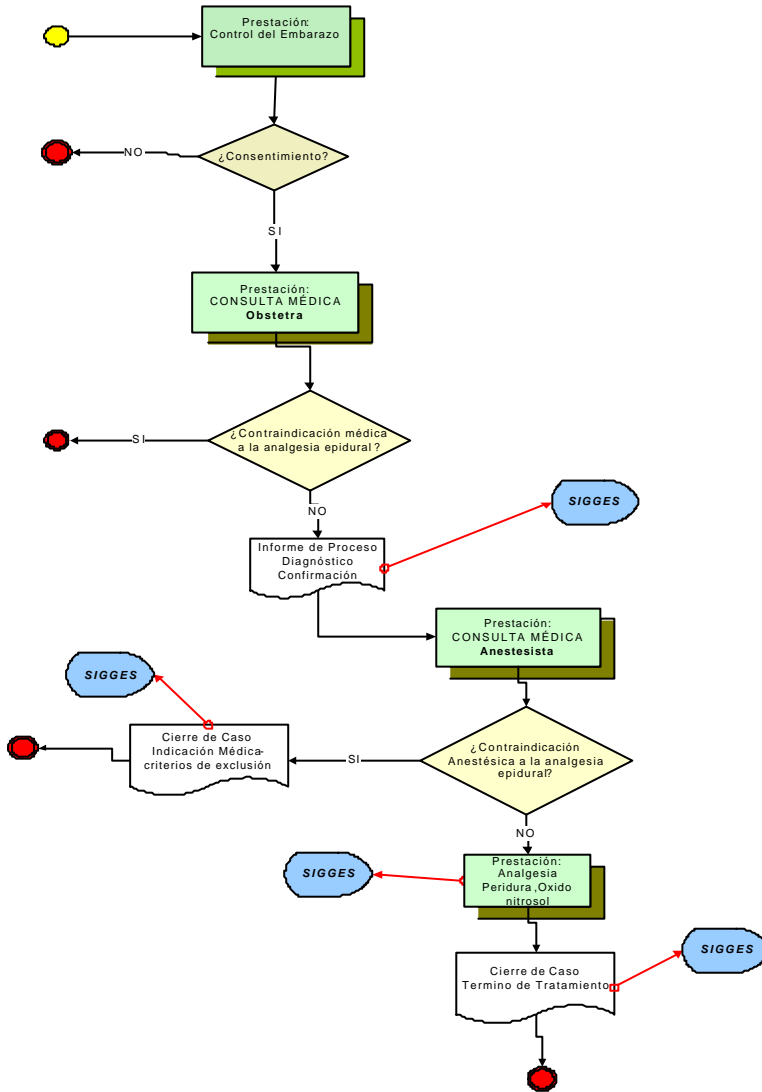 Prestación:
Control del Embarazo
¿Consentimiento?
NO
SI
Prestación:
CONSULTA MÉDICA
Obstetra
¿Contraindicación médica
a la analgesia epidural?
SI
NO
SIGGES
Informe de Proceso
Diagnóstico
Confirmación
Prestación:
CONSULTA MÉDICA
Anestesista
SIGGES
Cierre de Caso
Indicación Médica-
criterios de exclusión
SI
¿Contraindicación
Anestésica a la analgesia
epidural?
NO
SIGGES
Prestación:
Analgesia
Peridura ,Oxido
nitrosol
SIGGES
Cierre de Caso
Termino de Tratamiento